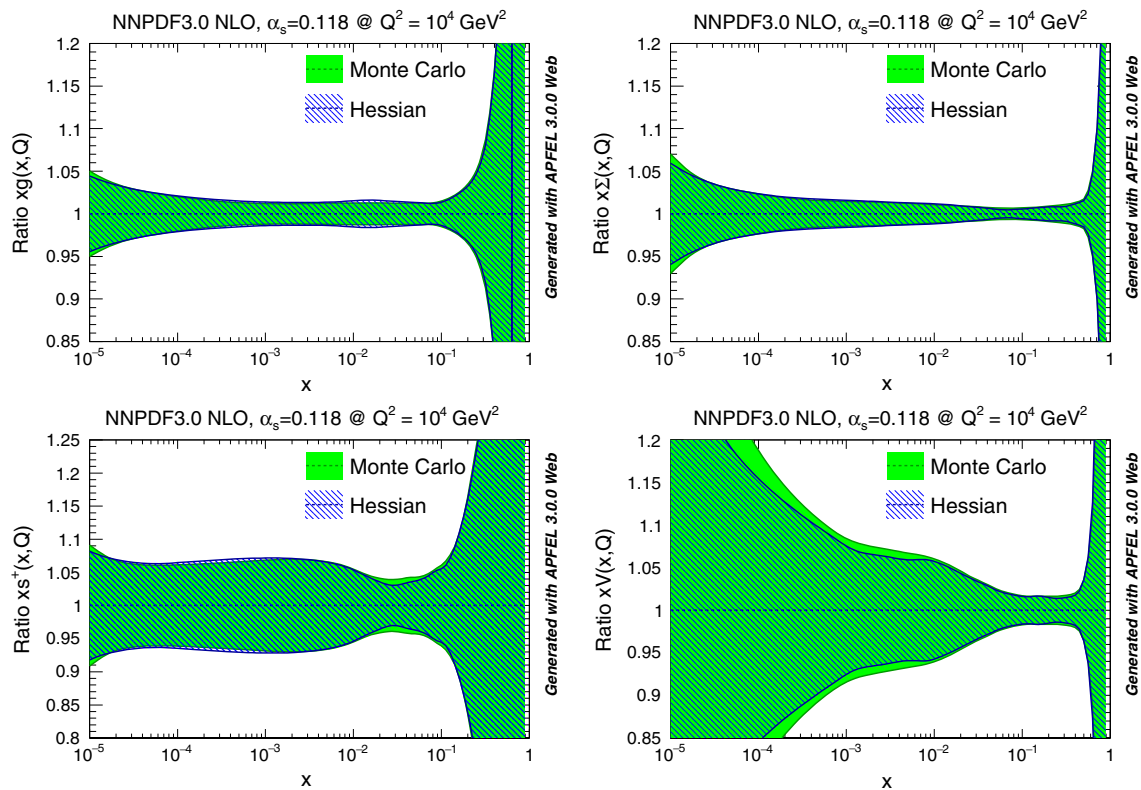 NNPDF3.0 NLO, αs=0.118 @ Q² = 10⁴ GeV²
1.2
1.15
1.1
1.05
1
0.95
0.9
0.85
Ratio xg(x,Q)
Monte Carlo
Hessian
10⁻⁵ 10⁻⁴ 10⁻³ 10⁻² 10⁻¹ 1
x
Generated with APFEL 3.0.0 Web
NNPDF3.0 NLO, αs=0.118 @ Q² = 10⁴ GeV²
1.2
1.15
1.1
1.05
1
0.95
0.9
0.85
Ratio xΣ(x,Q)
Monte Carlo
Hessian
10⁻⁵ 10⁻⁴ 10⁻³ 10⁻² 10⁻¹ 1
x
Generated with APFEL 3.0.0 Web
NNPDF3.0 NLO, αs=0.118 @ Q² = 10⁴ GeV²
1.25
1.2
1.15
1.1
1.05
1
0.95
0.9
0.85
0.8
Ratio xs⁺(x,Q)
Monte Carlo
Hessian
10⁻⁵ 10⁻⁴ 10⁻³ 10⁻² 10⁻¹ 1
x
Generated with APFEL 3.0.0 Web
NNPDF3.0 NLO, αs=0.118 @ Q² = 10⁴ GeV²
1.2
1.15
1.1
1.05
1
0.95
0.9
0.85
Ratio xV(x,Q)
Monte Carlo
Hessian
10⁻⁵ 10⁻⁴ 10⁻³ 10⁻² 10⁻¹ 1
x
Generated with APFEL 3.0.0 Web